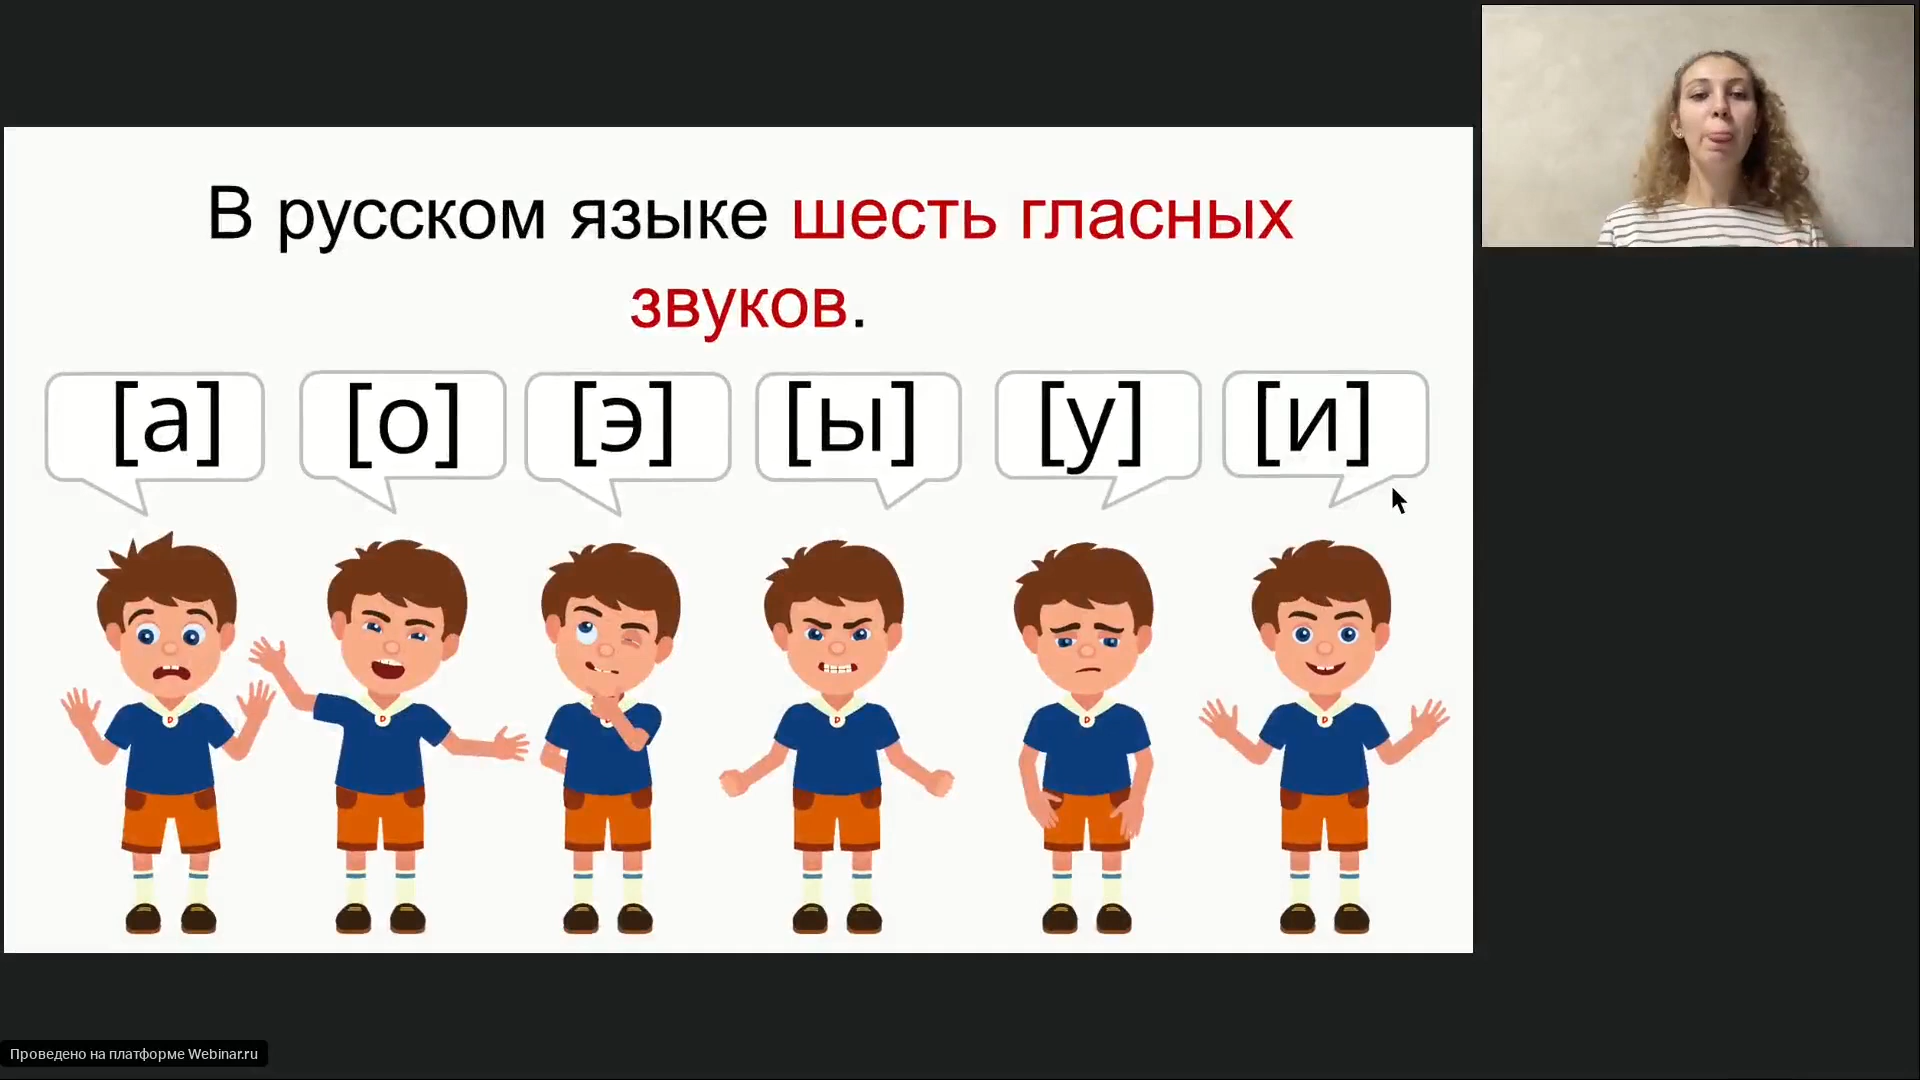 В русском языке шесть гласных
звуков.
[а] [о] [э] [ы] [у] [и]
Проведено на платформе Webinar.ru